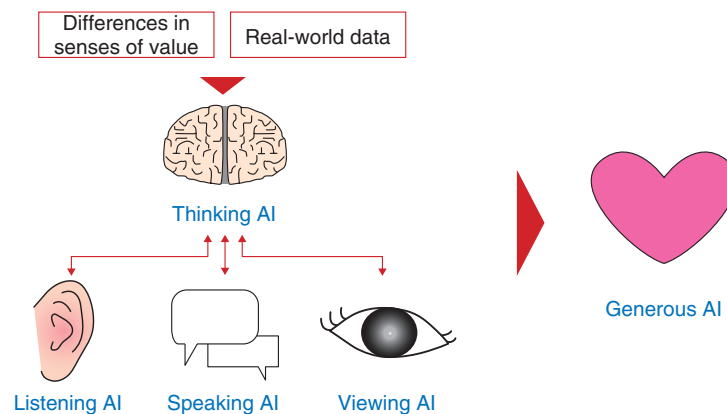 Differences in
senses of value
Real-world data
Thinking AI
Generous AI
Listening AI
Speaking AI
Viewing AI